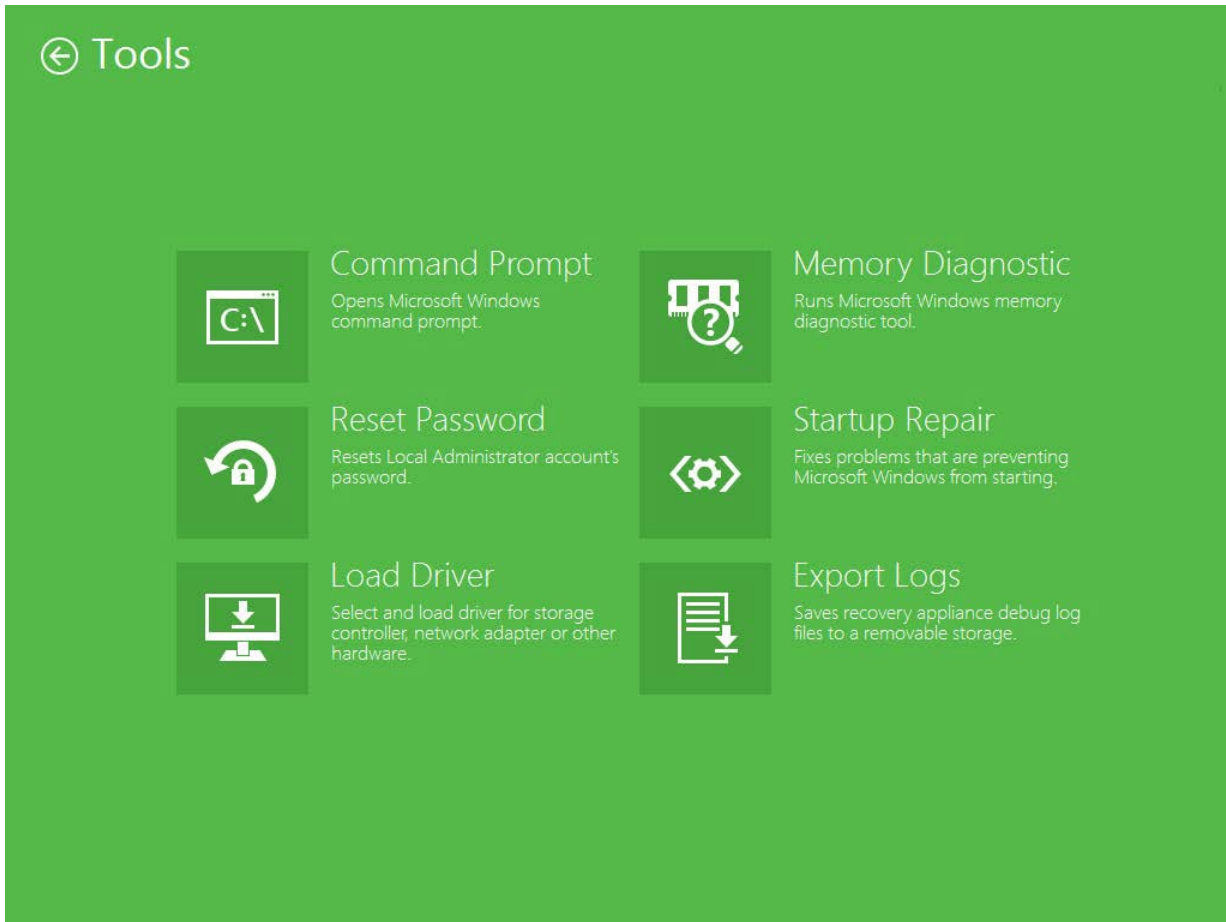 Tools
Command Prompt
Opens Microsoft Windows
command prompt.
C:\
Memory Diagnostic
Runs Microsoft Windows memory
diagnostic tool.
?
Reset Password
Resets Local Administrator account's
password.
Startup Repair
Fixes problems that are preventing
Microsoft Windows from starting.
Load Driver
Select and load driver for storage
controller, network adapter or other
hardware.
Export Logs
Saves recovery appliance debug log
files to a removable storage.